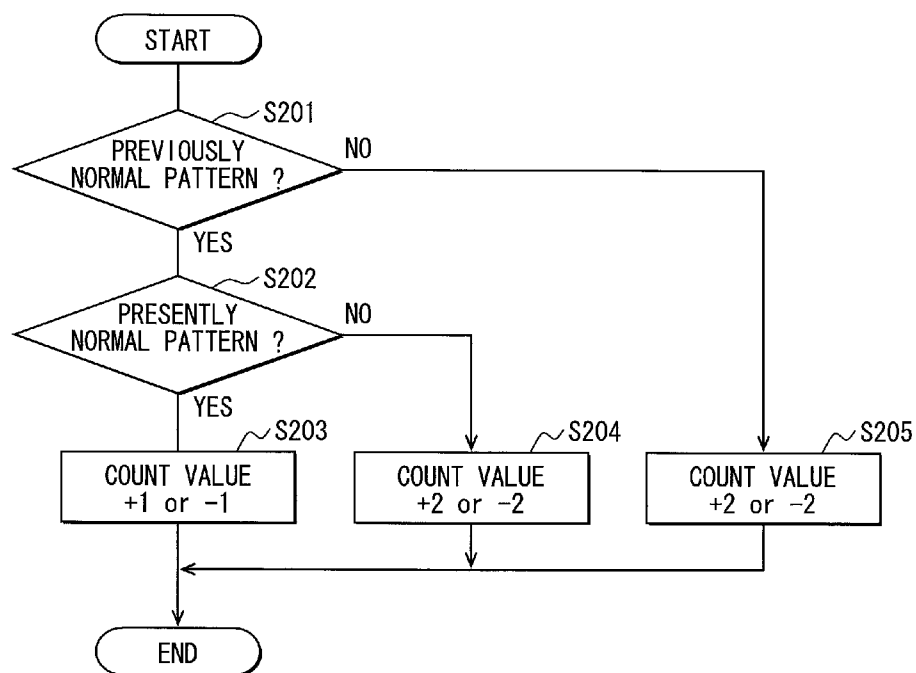 START
S201
PREVIOUSLY
NORMAL PATTERN ?
NO
YES
S202
PRESENTLY
NORMAL PATTERN ?
NO
YES
S203
COUNT VALUE
+1 or -1
S204
COUNT VALUE
+2 or -2
S205
COUNT VALUE
+2 or -2
END